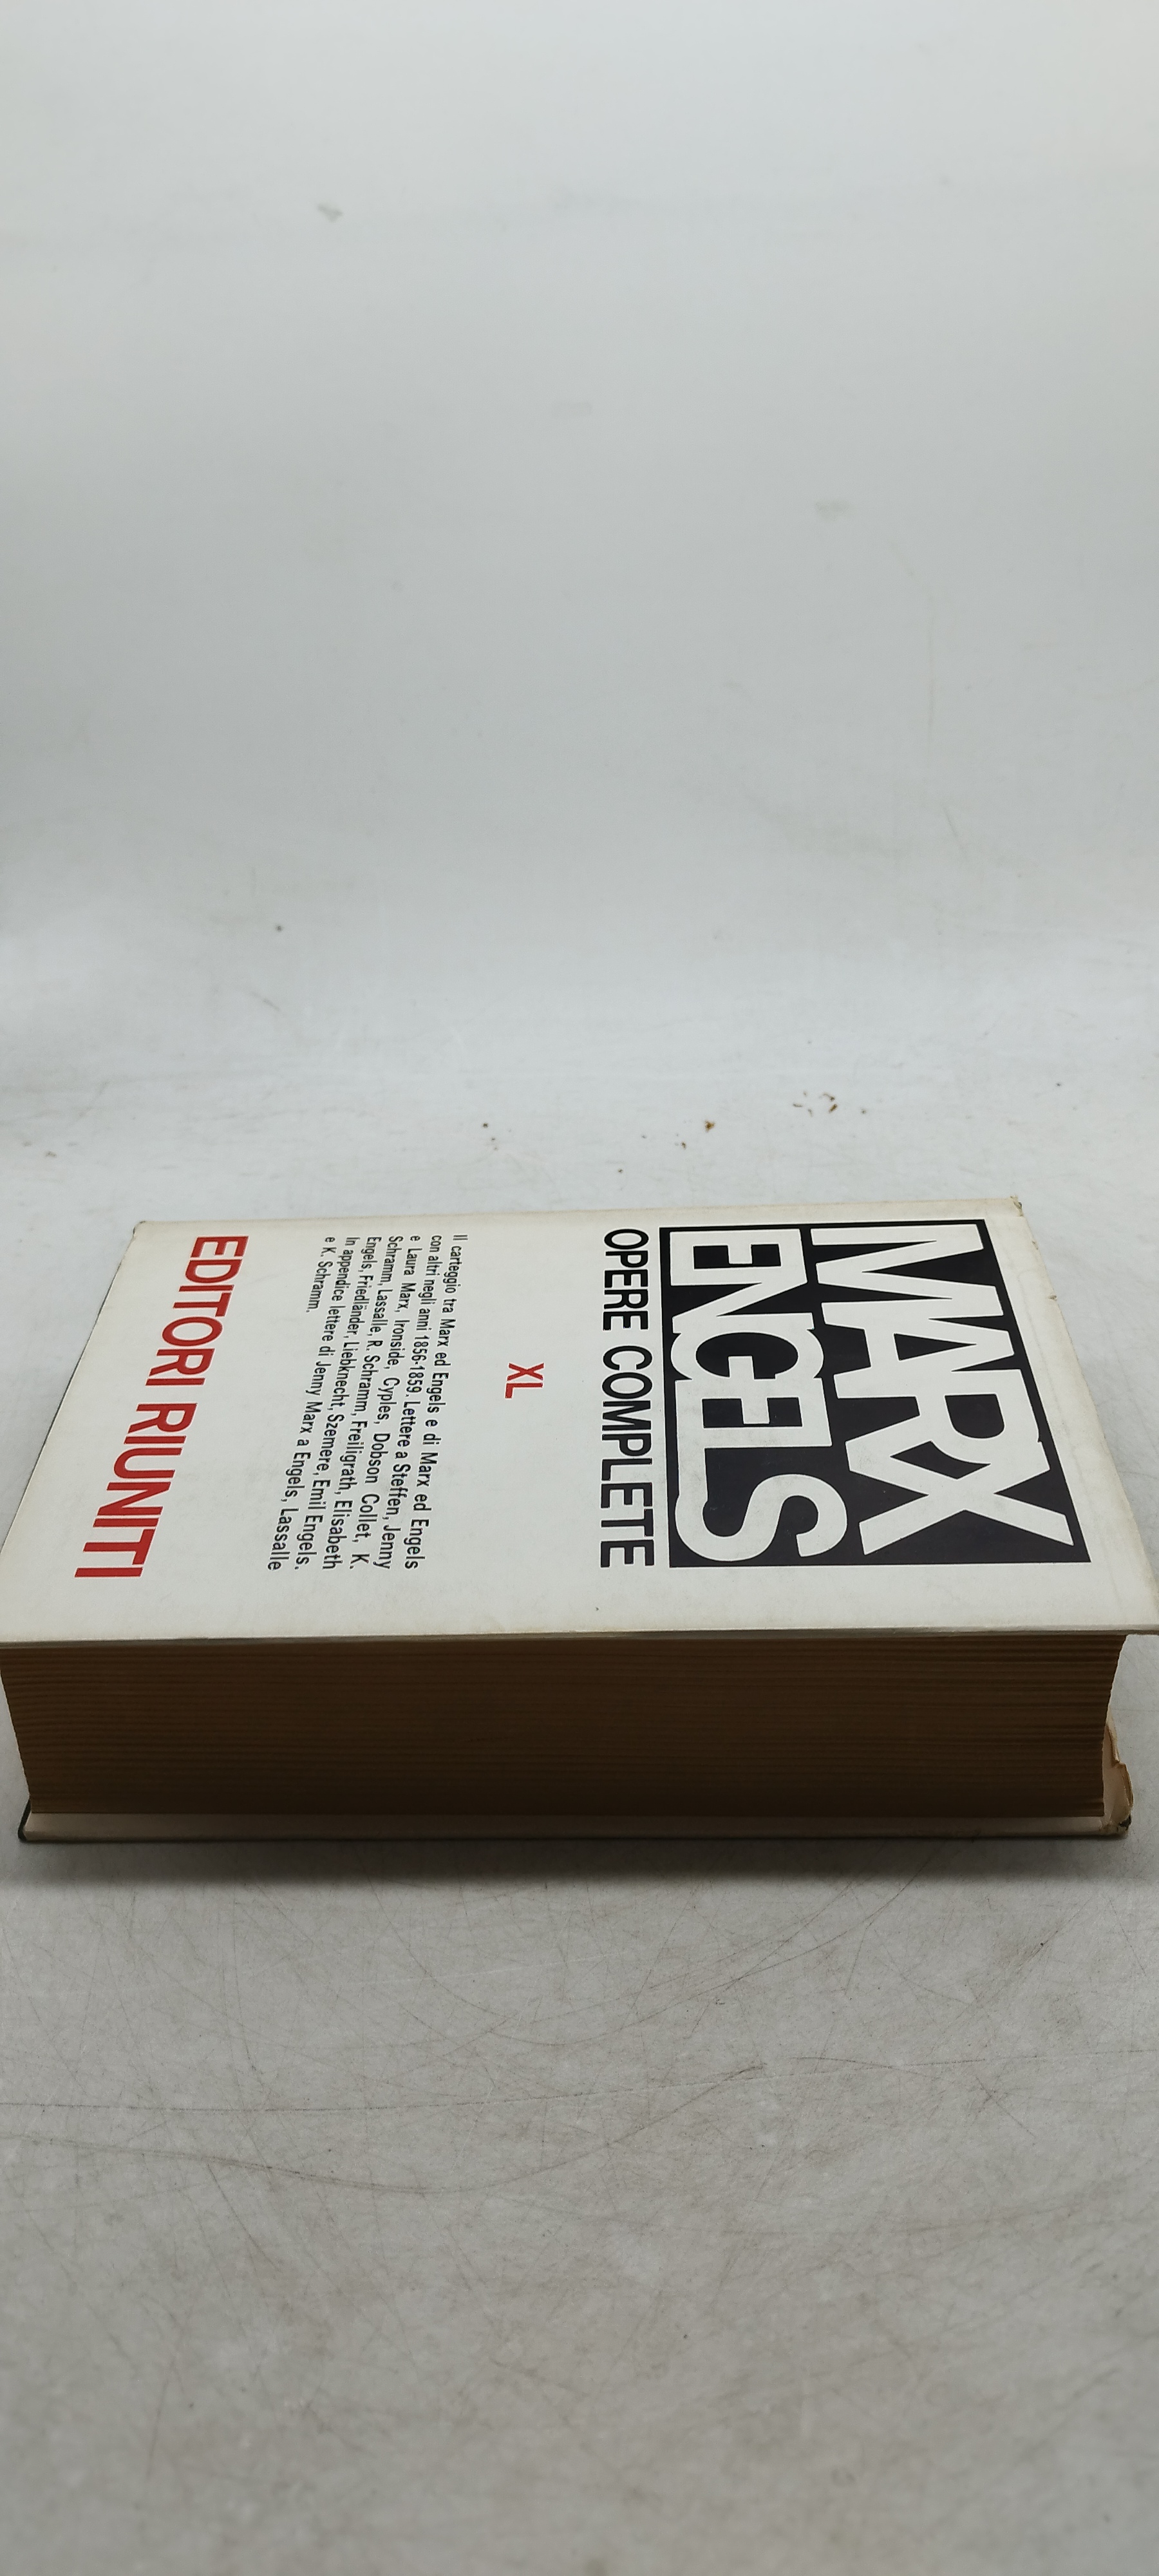 MARX
ENGELS
OPERE COMPLETE
XL
Il carteggio tra Marx ed Engels e di Marx ed Engels
con altri negli anni 1856-1859. Lettere a Steffen, Jenny
e Laura Marx, Ironside, Cyples, Dobson Collet, K.
Schramm, Lassalle, R. Schramm, Freiligrath, Elisabeth
Engels, Friedländer, Liebknecht, Szemere, Emil Engels.
In appendice lettere di Jenny Marx a Engels, Lassalle
e K. Schramm.
EDITORI RIUNITI